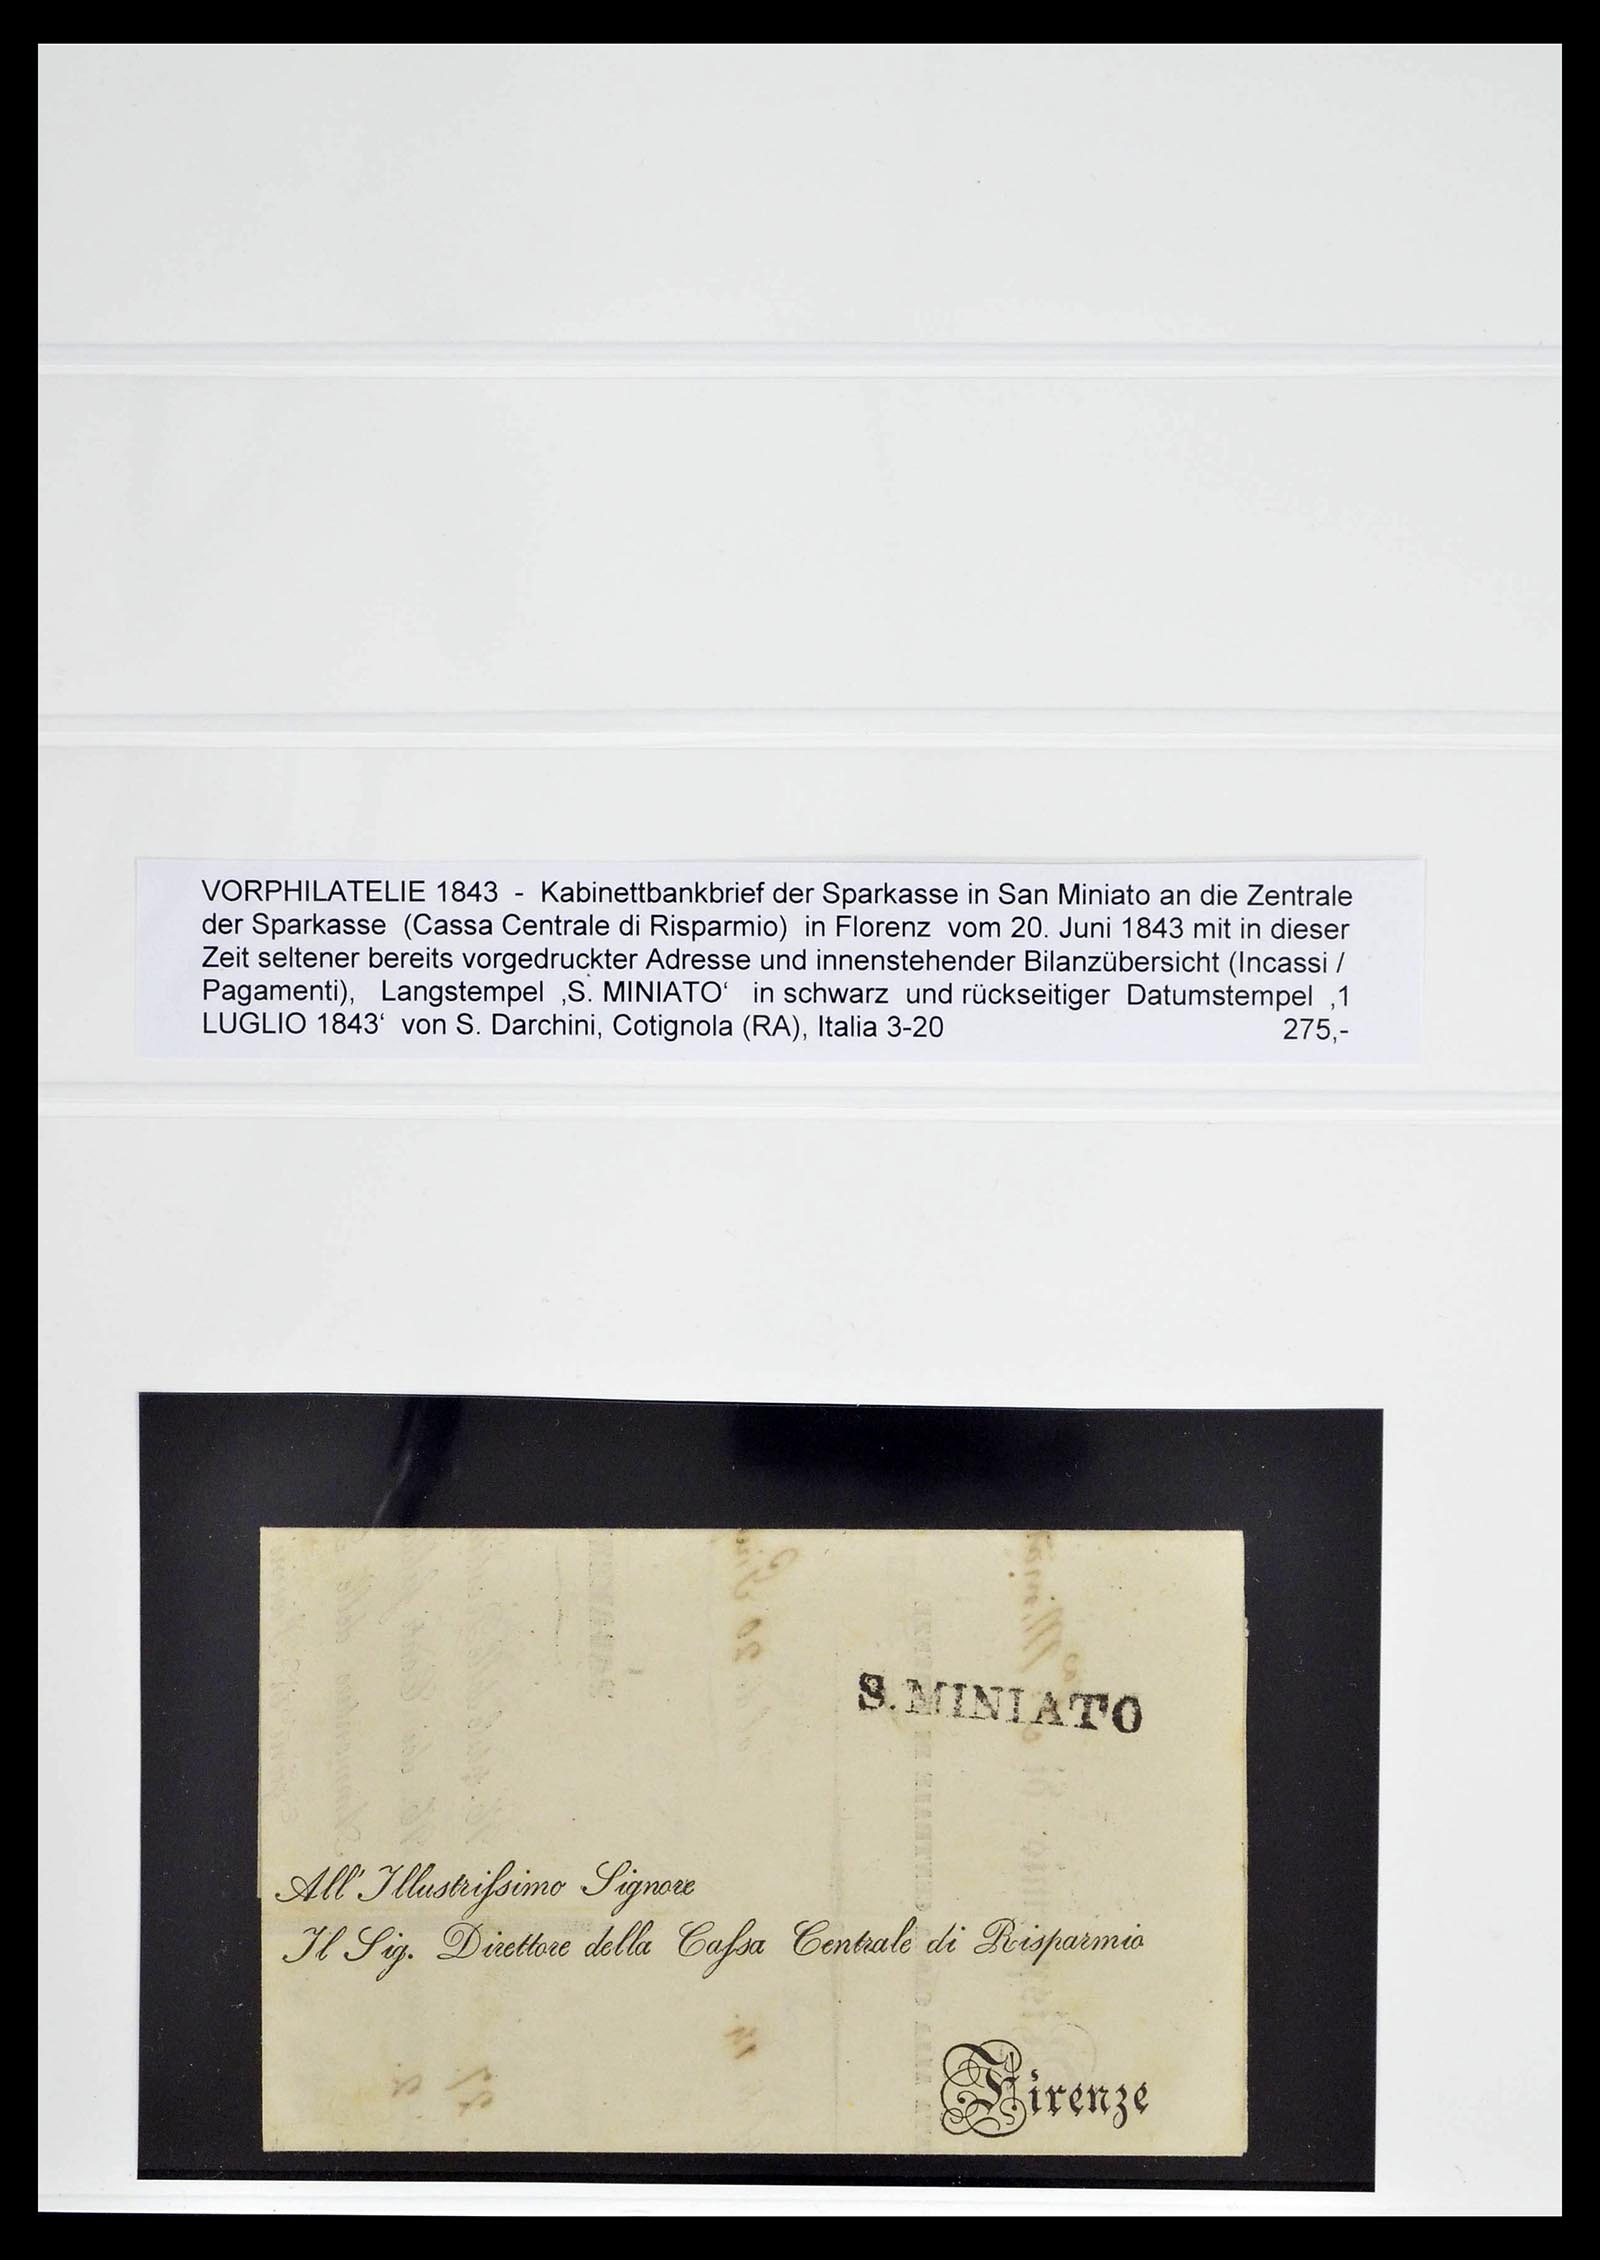 VORPHILATELIE 1843 - Kabinettbankbrief der Sparkasse in San Miniato an die Zentrale
der Sparkasse (Cassa Centrale di Risparmio) in Florenz vom 20. Juni 1843 mit in dieser
Zeit seltener bereits vorgedruckter Adresse und innenstehender Bilanzübersicht (Incassi /
Pagamenti), Langstempel ‚S. MINIATO‘ in schwarz und rückseitiger Datumstempel ‚1
LUGLIO 1843‘ von S. Darchini, Cotignola (RA), Italia 3-20 275,-
S. MINIATO
All' Illustriſsimo Signore
Il Sig. Direttore della Caſsa Centrale di Risparmio
Firenze